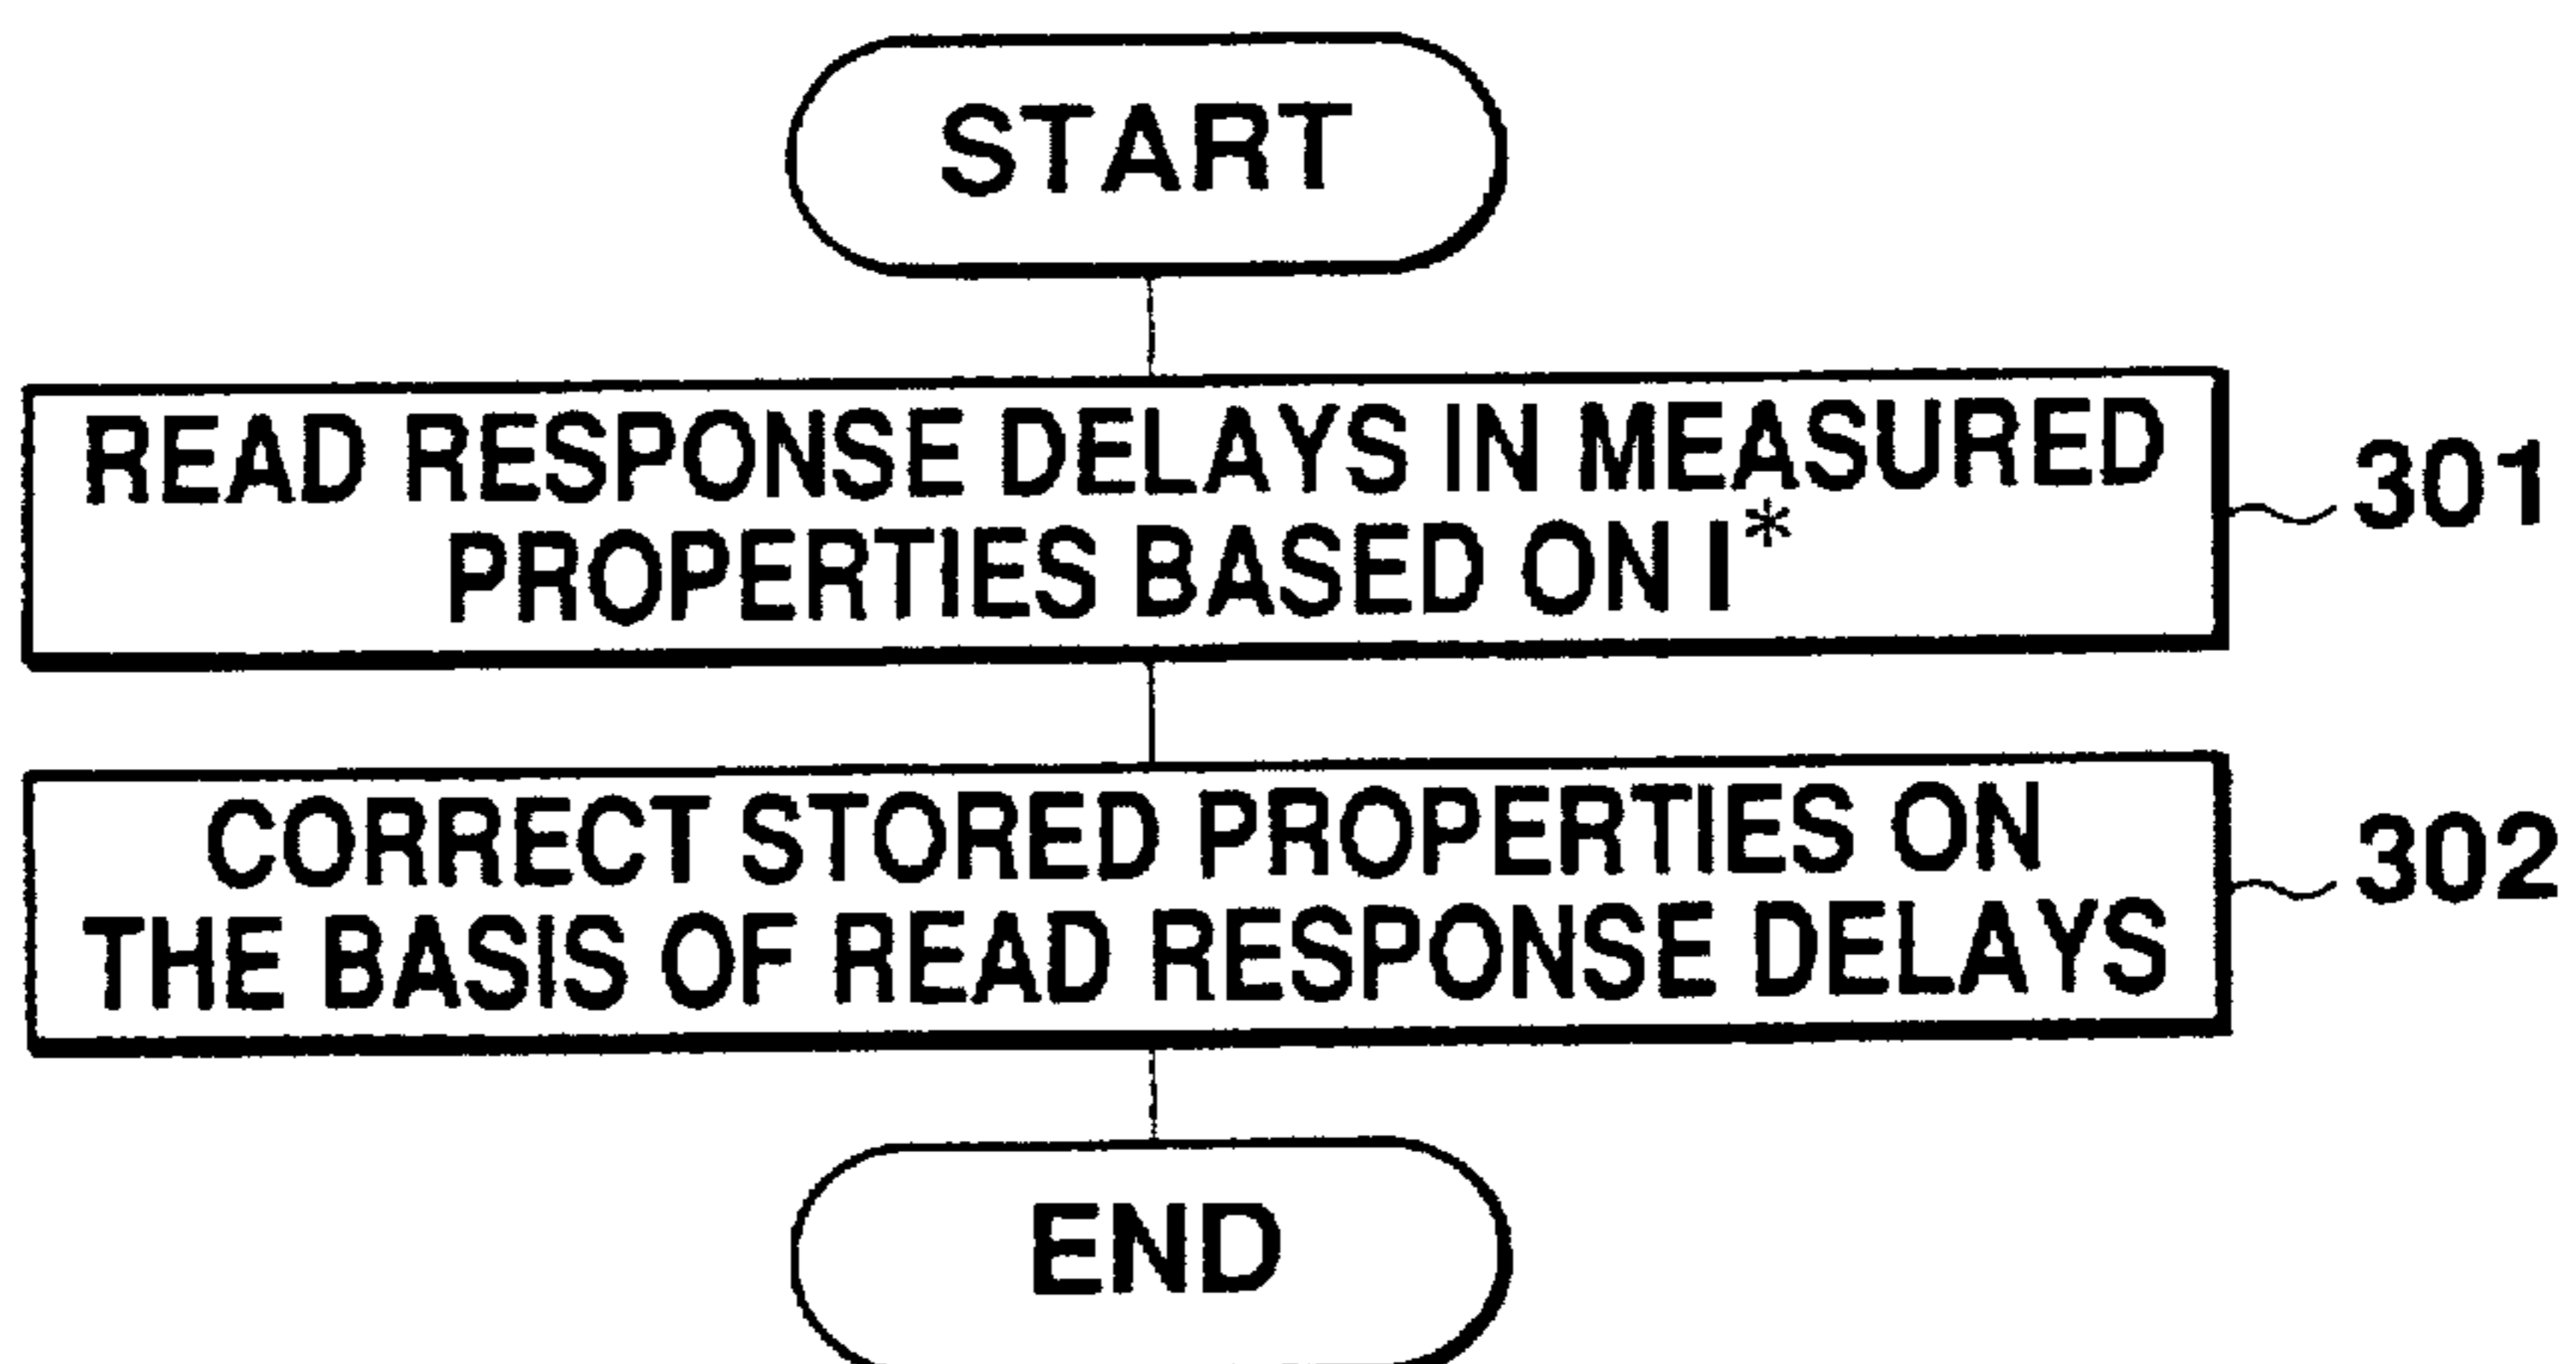 START
READ RESPONSE DELAYS IN MEASURED
PROPERTIES BASED ON I*
301
CORRECT STORED PROPERTIES ON
THE BASIS OF READ RESPONSE DELAYS
302
END